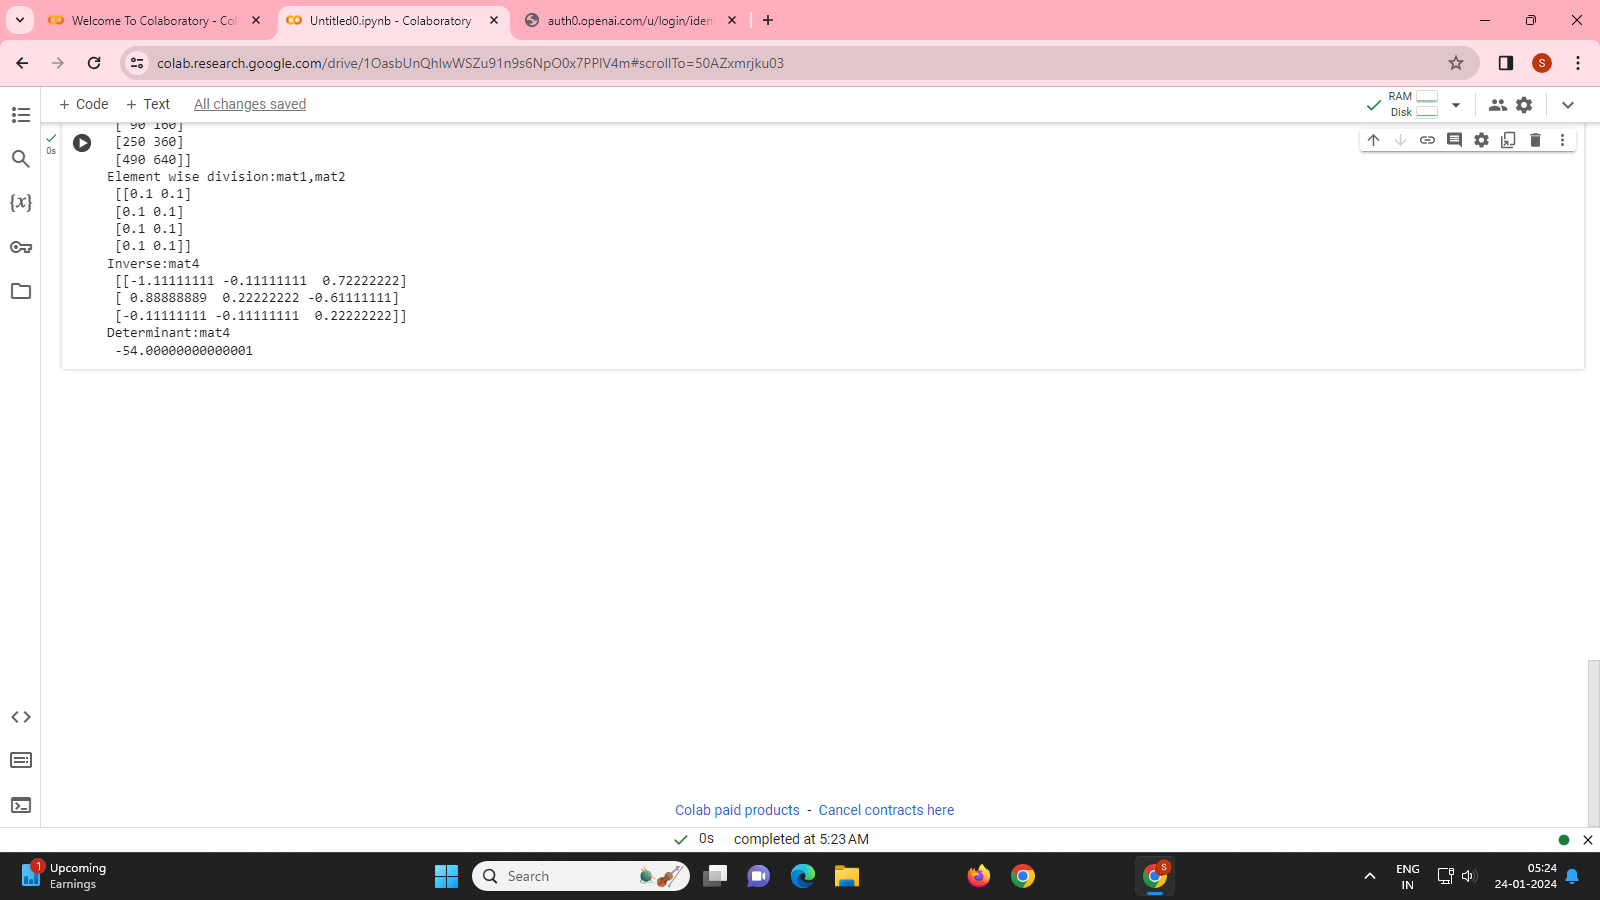 Welcome To Colaboratory - Co
Untitled0.ipynb - Colaboratory
auth0.openai.com/u/login/iden
colab.research.google.com/drive/1OasbUnQhIwWSZu91n9s6NpO0x7PPIV4m#scrollTo=50AZxmrjku03
S
+ Code + Text All changes saved
RAM
Disk
[ 90 160]
0s
[250 360]
[490 640]]
Element wise division:mat1,mat2
[[0.1 0.1]
[0.1 0.1]
[0.1 0.1]
[0.1 0.1]]
Inverse:mat4
[[-1.11111111 -0.11111111  0.72222222]
[ 0.88888889  0.22222222 -0.61111111]
[-0.11111111 -0.11111111  0.22222222]]
Determinant:mat4
-54.00000000000001
{x}
Colab paid products - Cancel contracts here
0s completed at 5:23 AM
1
Upcoming
Earnings
Search
S
ENG
IN
05:24
24-01-2024